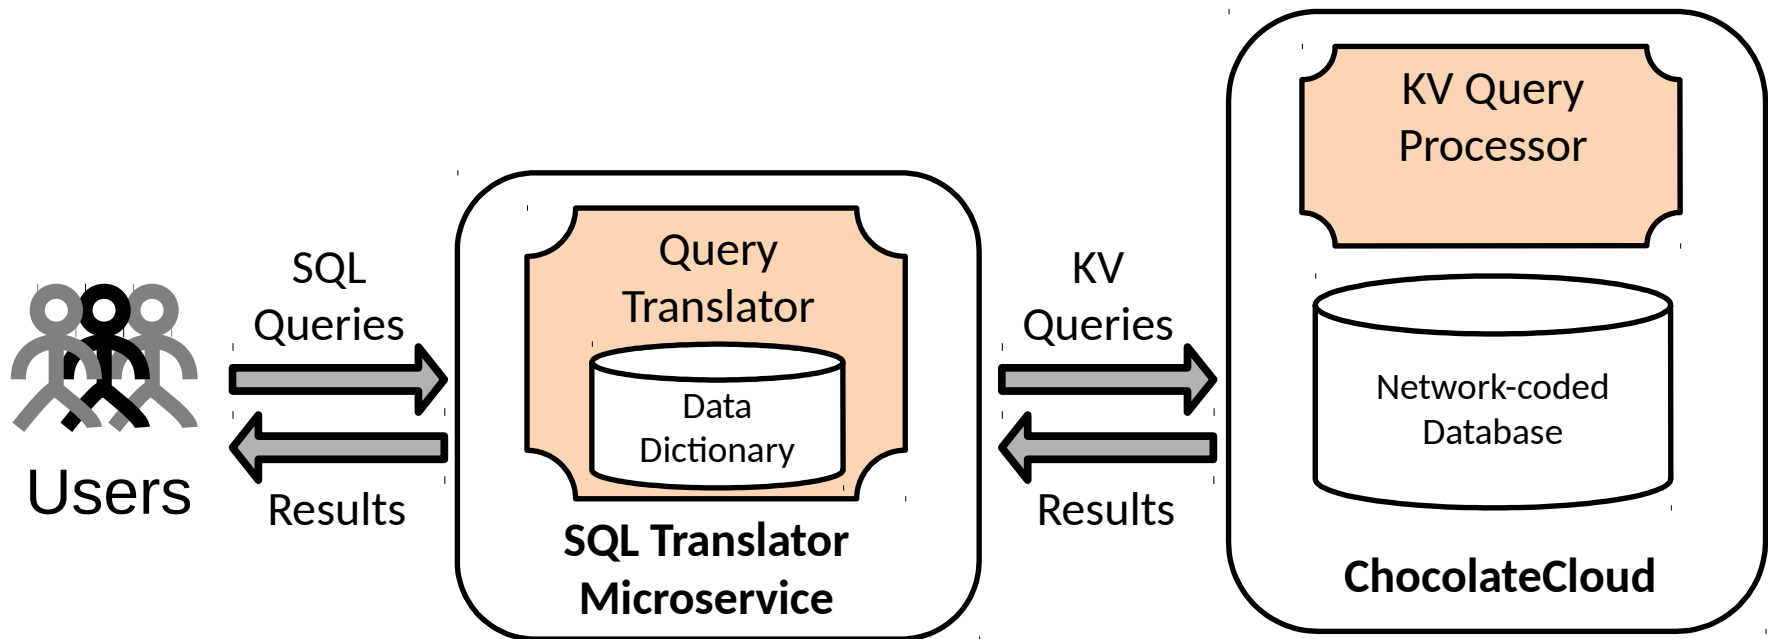 Users
SQL
Queries
Results
Query
Translator
Data
Dictionary
SQL Translator
Microservice
KV
Queries
Results
KV Query
Processor
Network-coded
Database
ChocolateCloud